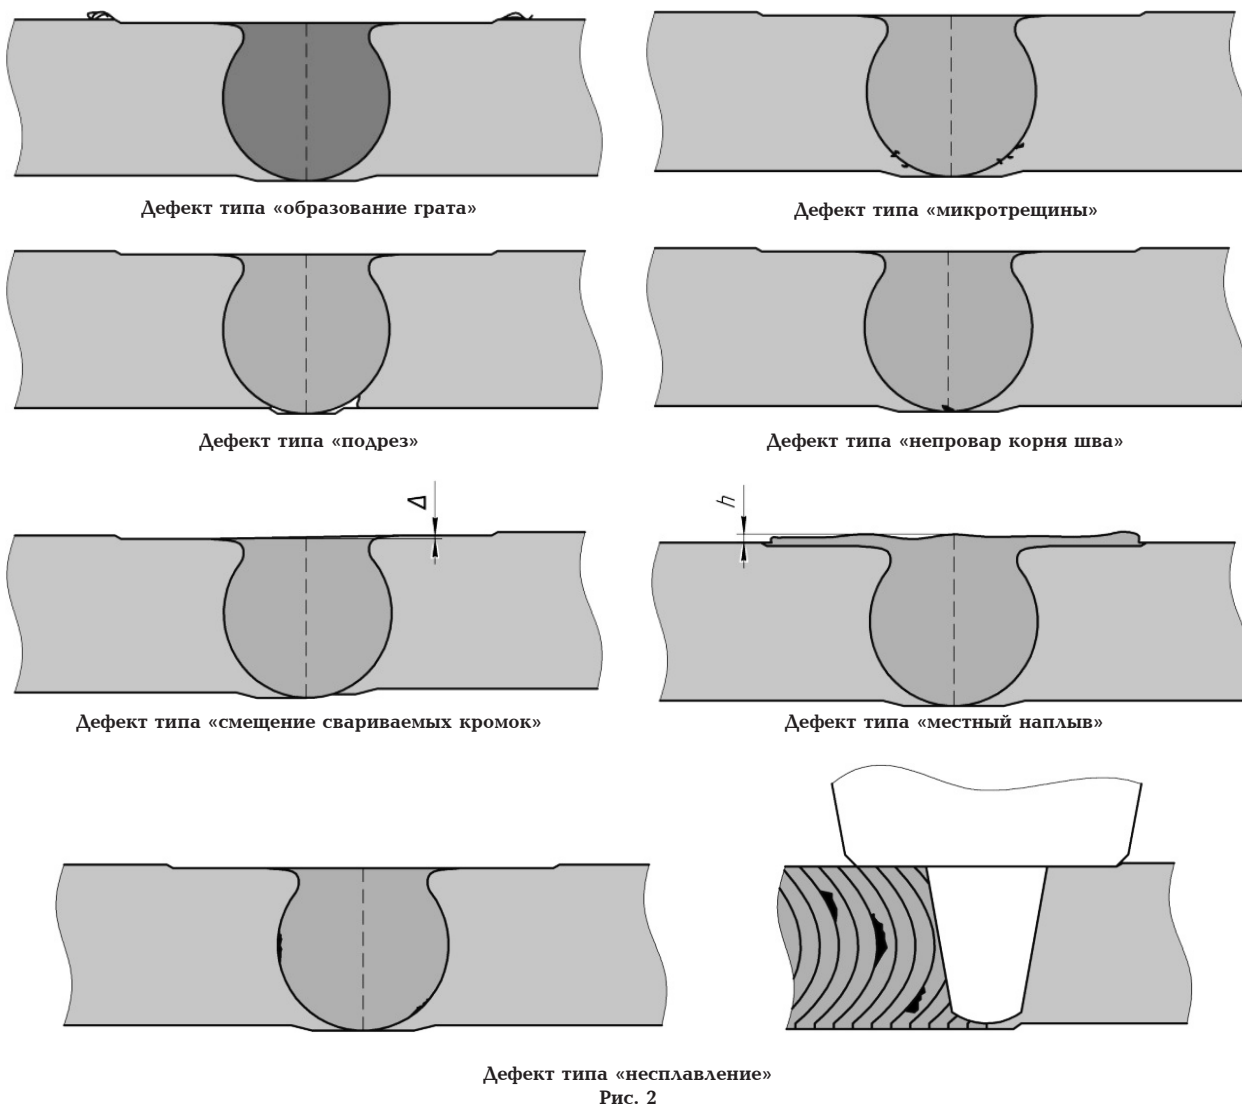 Дефект типа «образование грата»
Дефект типа «микротрещины»
Дефект типа «подрез»
Дефект типа «непровар корня шва»
Δ
h
Дефект типа «смещение свариваемых кромок»
Дефект типа «местный наплыв»
Дефект типа «несплавление»
Рис. 2